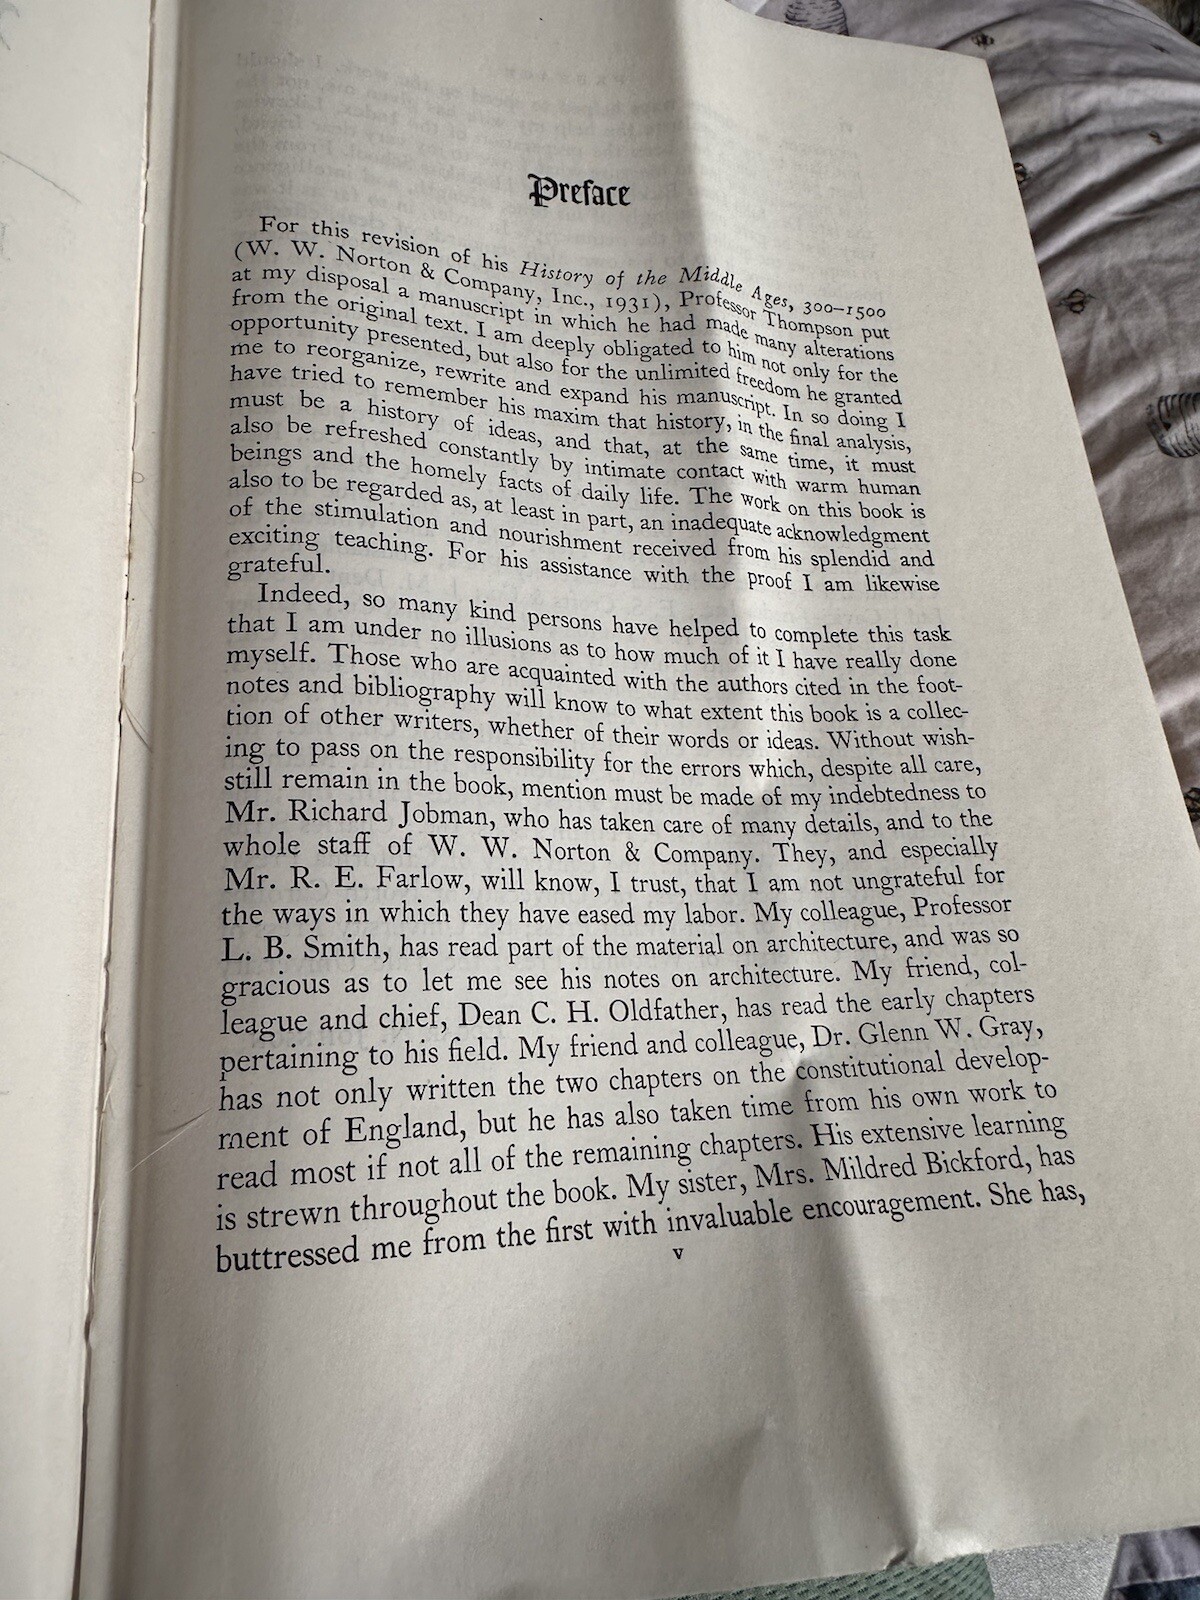 Preface
For this revision of his History of the Middle Ages, 300–1500
(W. W. Norton & Company, Inc., 1931), Professor Thompson put
at my disposal a manuscript in which he had made many alterations
from the original text. I am deeply obligated to him not only for the
opportunity presented, but also for the unlimited freedom he granted
me to reorganize, rewrite and expand his manuscript. In so doing I
have tried to remember his maxim that history, in the final analysis,
must be a history of ideas, and that, at the same time, it must
also be refreshed constantly by intimate contact with warm human
beings and the homely facts of daily life. The work on this book is
also to be regarded as, at least in part, an inadequate acknowledgment
of the stimulation and nourishment received from his splendid and
exciting teaching. For his assistance with the proof I am likewise
grateful.
Indeed, so many kind persons have helped to complete this task
that I am under no illusions as to how much of it I have really done
myself. Those who are acquainted with the authors cited in the foot-
notes and bibliography will know to what extent this book is a collec-
tion of other writers, whether of their words or ideas. Without wish-
ing to pass on the responsibility for the errors which, despite all care,
still remain in the book, mention must be made of my indebtedness to
Mr. Richard Jobman, who has taken care of many details, and to the
whole staff of W. W. Norton & Company. They, and especially
Mr. R. E. Farlow, will know, I trust, that I am not ungrateful for
the ways in which they have eased my labor. My colleague, Professor
L. B. Smith, has read part of the material on architecture, and was so
gracious as to let me see his notes on architecture. My friend, col-
league and chief, Dean C. H. Oldfather, has read the early chapters
pertaining to his field. My friend and colleague, Dr. Glenn W. Gray,
has not only written the two chapters on the constitutional develop-
ment of England, but he has also taken time from his own work to
read most if not all of the remaining chapters. His extensive learning
is strewn throughout the book. My sister, Mrs. Mildred Bickford, has
buttressed me from the first with invaluable encouragement. She has,
v